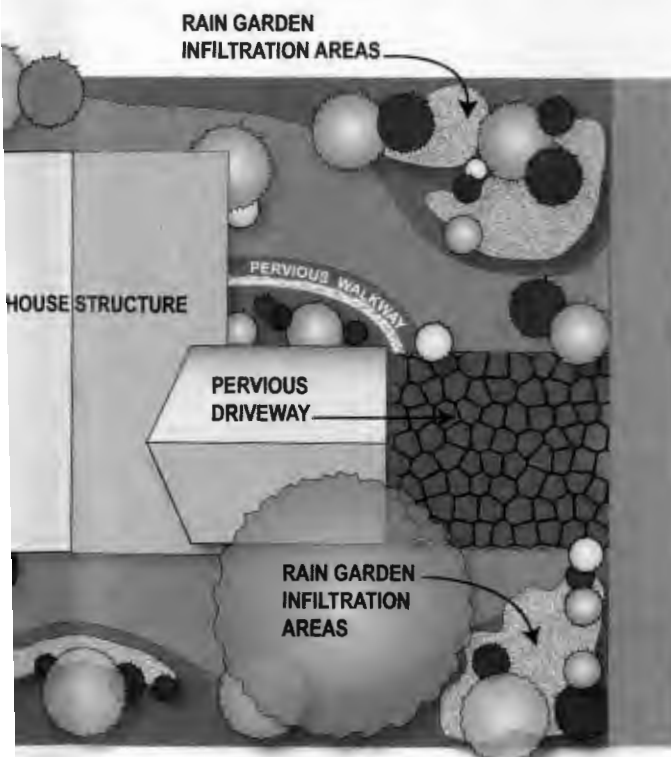 RAIN GARDEN
INFILTRATION AREAS
PERVIOUS WALKWAY
HOUSE STRUCTURE
PERVIOUS
DRIVEWAY
RAIN GARDEN
INFILTRATION
AREAS